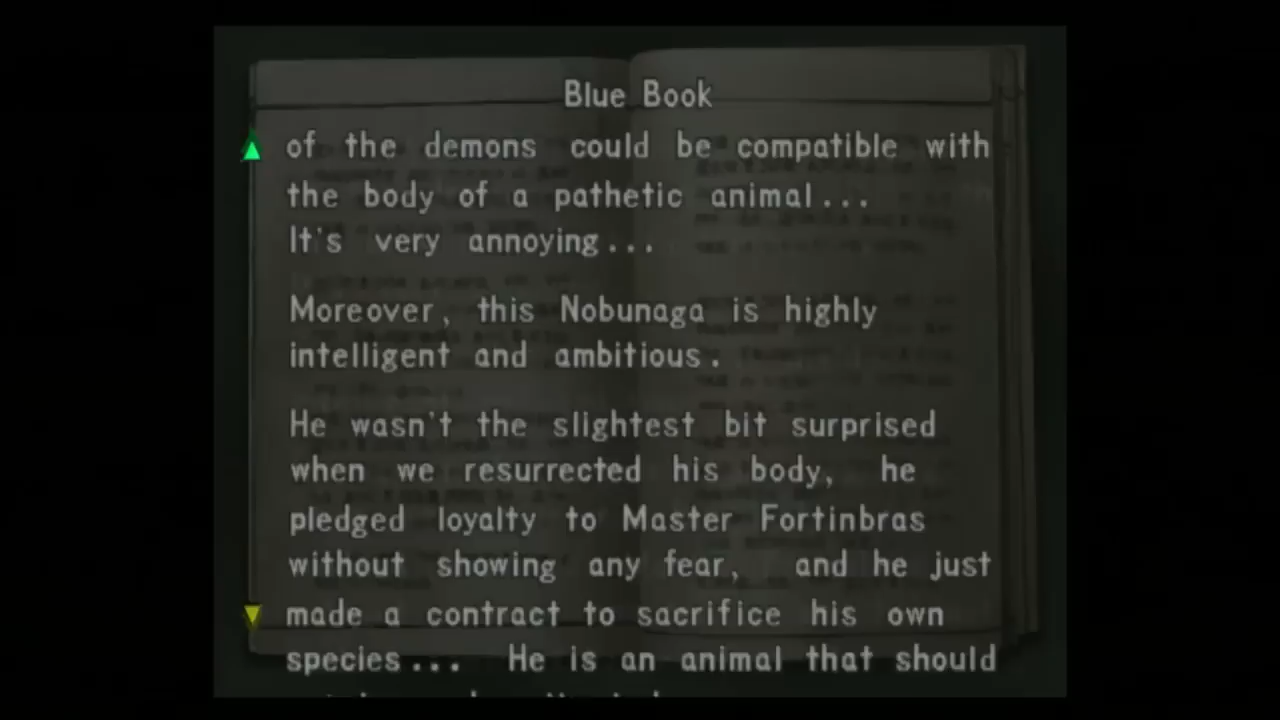 Blue Book
of the demons could be compatible with
the body of a pathetic animal...
It's very annoying...
Moreover, this Nobunaga is highly
intelligent and ambitious.
He wasn't the slightest bit surprised
when we resurrected his body, he
pledged loyalty to Master Fortinbras
without showing any fear, and he just
made a contract to sacrifice his own
species... He is an animal that should